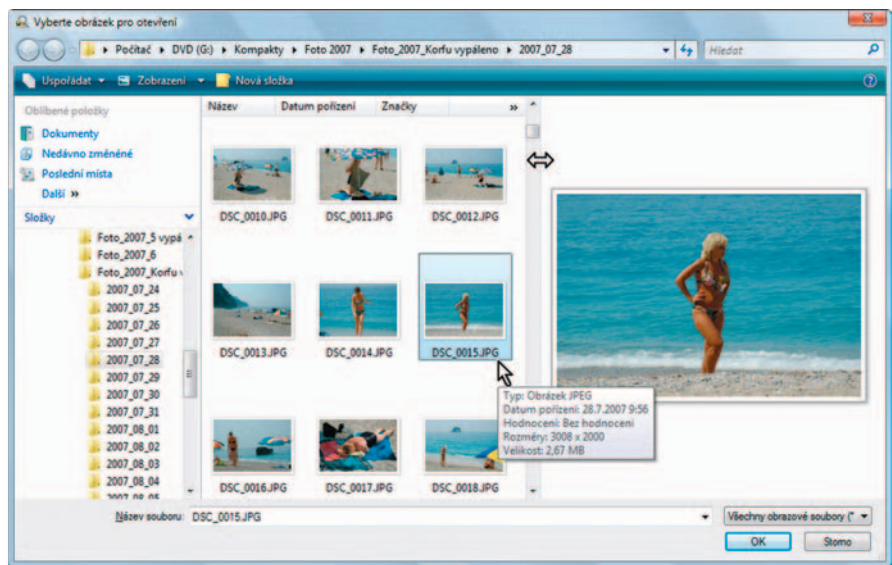 Vyberte obrázek pro otevření
Počítač ▸ DVD (G:) ▸ Kompakty ▸ Foto 2007 ▸ Foto_2007_Korfu vypáleno ▸ 2007_07_28
Hledat
Uspořádat
Zobrazení
Nová složka
Oblíbené položky
Dokumenty
Nedávno změněné
Poslední místa
Další »
Složky
Foto_2007_5 vypá
Foto_2007_6
Foto_2007_Korfu v
2007_07_24
2007_07_25
2007_07_26
2007_07_27
2007_07_28
2007_07_29
2007_07_30
2007_07_31
2007_08_01
2007_08_02
2007_08_03
2007_08_04
2007_08_05
Název Datum pořízení Značky »
DSC_0010.JPG DSC_0011.JPG DSC_0012.JPG
DSC_0013.JPG DSC_0014.JPG DSC_0015.JPG
Typ: Obrázek JPEG
Datum pořízení: 28.7.2007 9:56
Hodnocení: Bez hodnocení
Rozměry: 3008 x 2000
Velikost: 2,67 MB
DSC_0016.JPG DSC_0017.JPG DSC_0018.JPG
Název souboru: DSC_0015.JPG
Všechny obrazové soubory (*
OK Storno